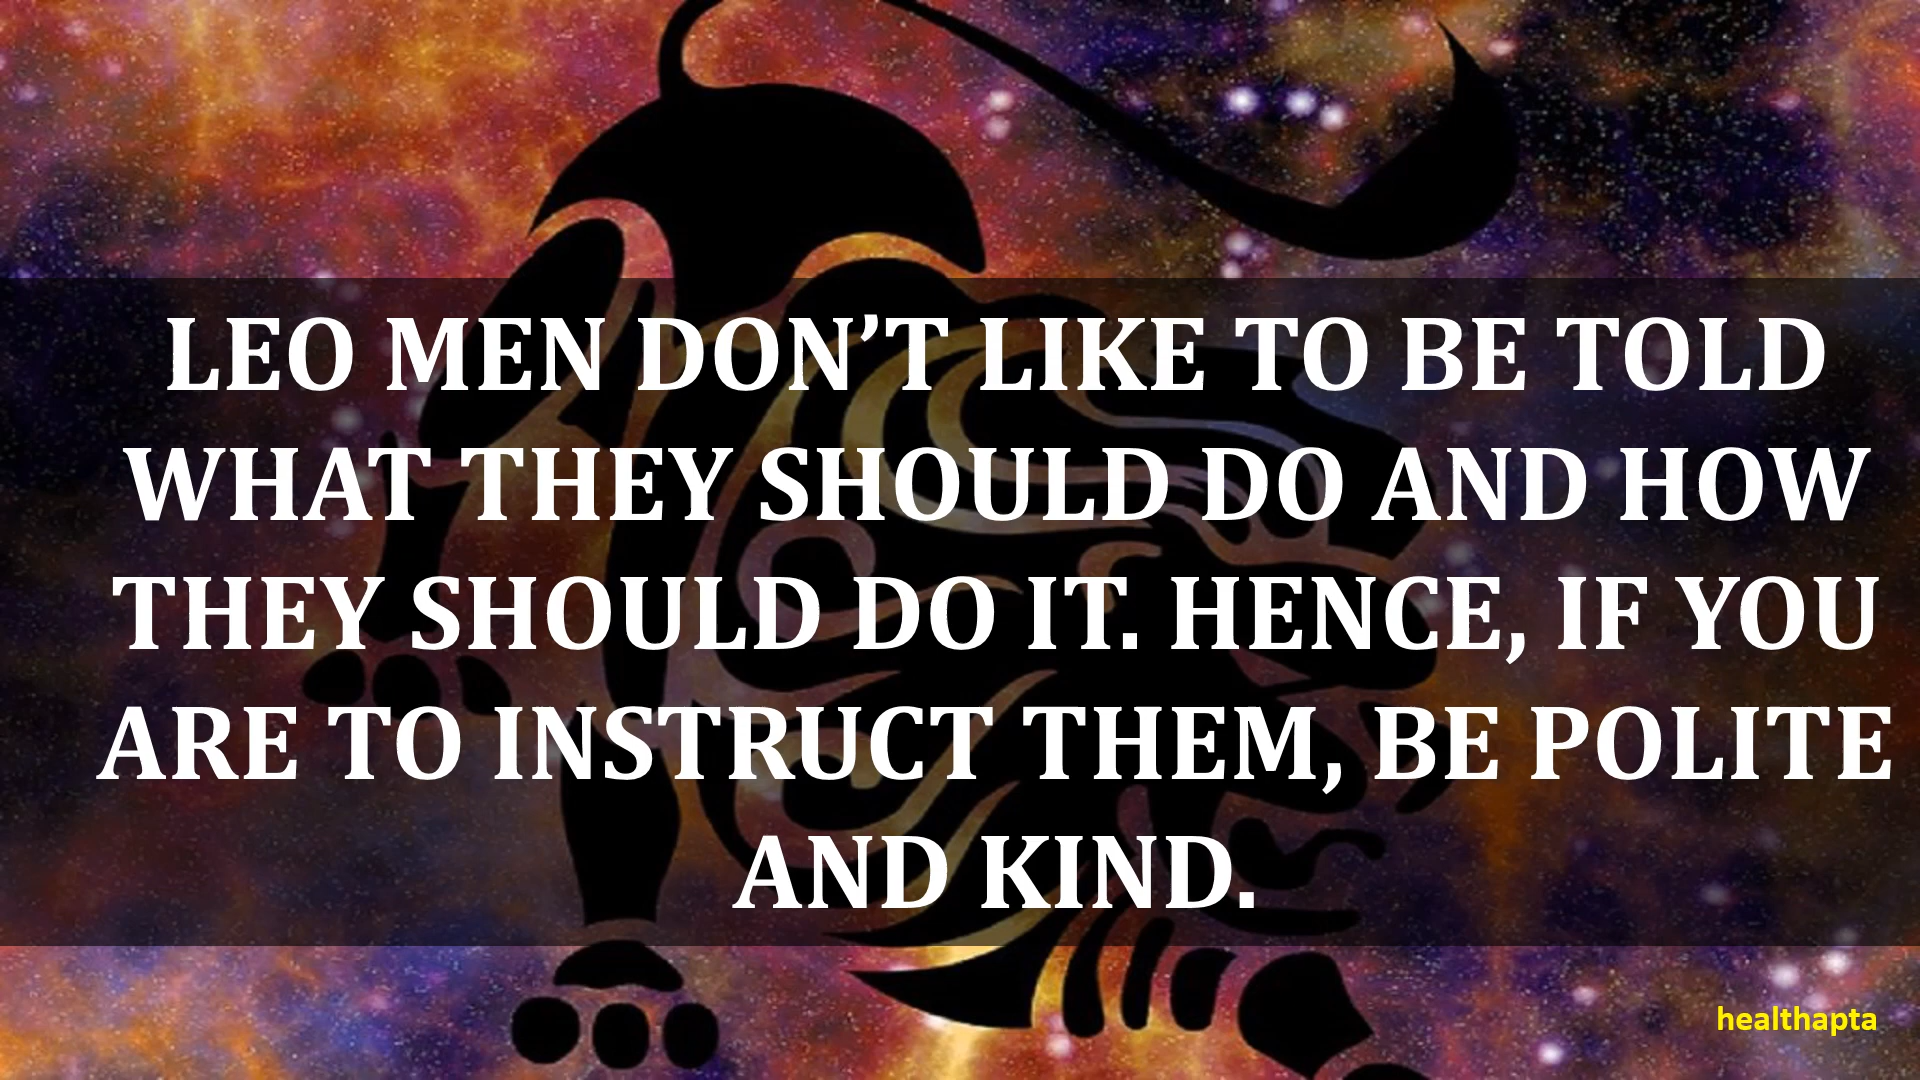 LEO MEN DON’T LIKE TO BE TOLD
WHAT THEY SHOULD DO AND HOW
THEY SHOULD DO IT. HENCE, IF YOU
ARE TO INSTRUCT THEM, BE POLITE
AND KIND.
healthapta